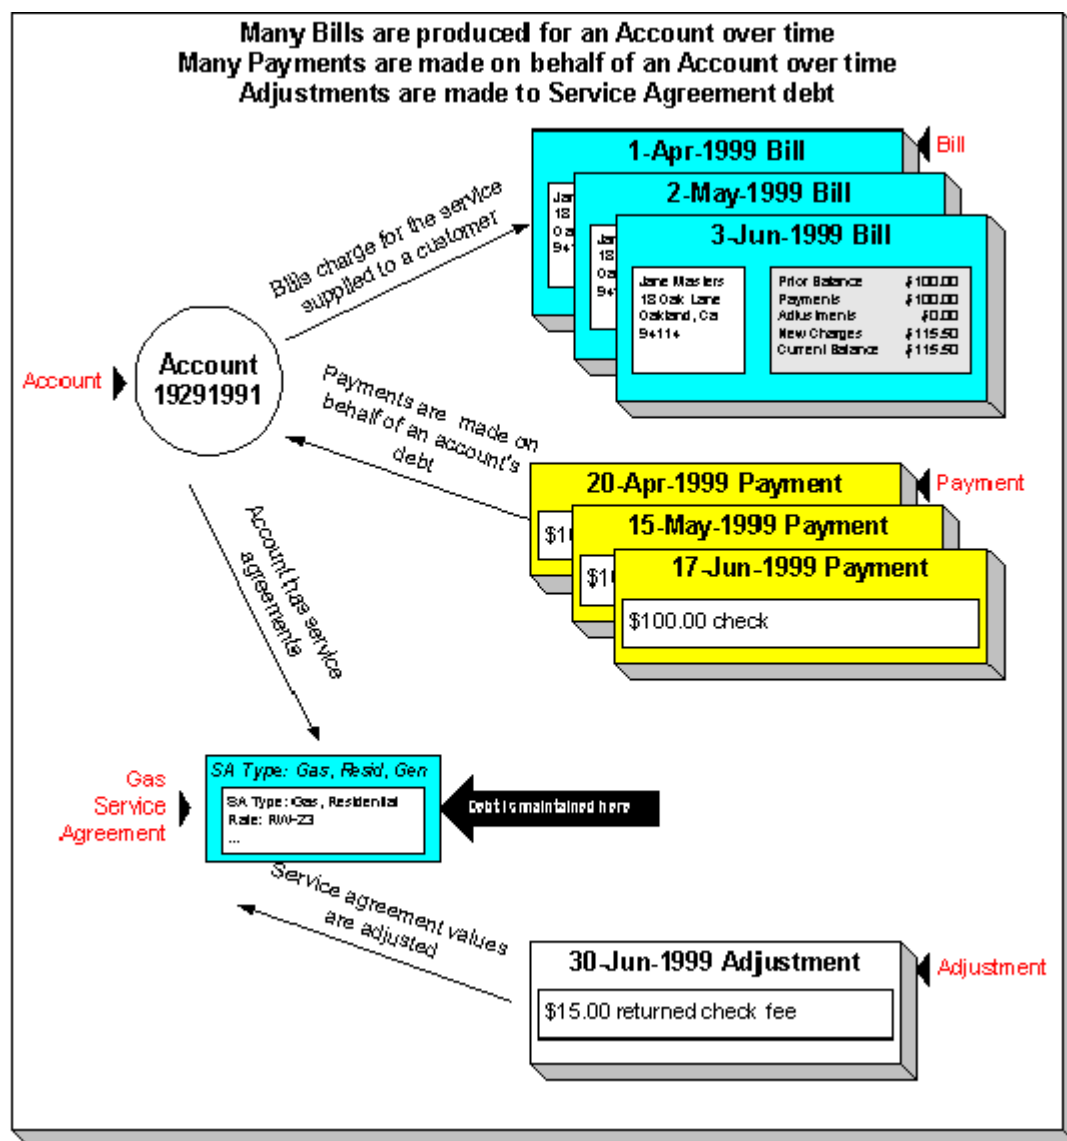 Many Bills are produced for an Account over time
Many Payments are made on behalf of an Account over time
Adjustments are made to Service Agreement debt
1-Apr-1999 Bill
Bill
2-May-1999 Bill
3-Jun-1999 Bill
Jane Masters
18 Oak Lane
Oakland, Ca
94114
Prior Balance $100.00
Payments $100.00
Adjustments $0.00
New Charges $115.50
Current Balance $115.50
Bills charge for the service
supplied to a customer
Account
Account
19291991
Payments are made on
behalf of an account's
debt
20-Apr-1999 Payment
Payment
15-May-1999 Payment
17-Jun-1999 Payment
$100.00 check
Account has service
agreements
Gas
Service
Agreement
SA Type: Gas, Resid, Gen
SA Type: Gas, Residential
Rate: RW-23
...
Debt is maintained here
Service agreement values
are adjusted
30-Jun-1999 Adjustment
Adjustment
$15.00 returned check fee